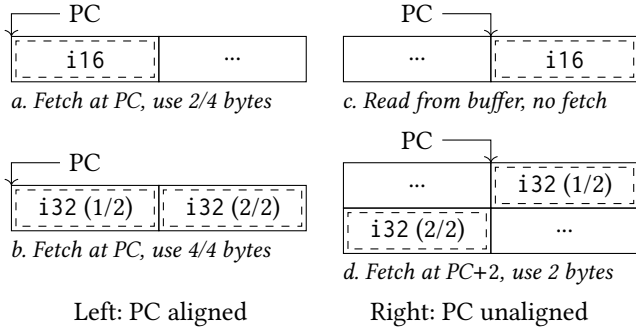 PC
i16 ...
a. Fetch at PC, use 2/4 bytes
PC
i32 (1/2) i32 (2/2)
b. Fetch at PC, use 4/4 bytes
Left: PC aligned
PC
... i16
c. Read from buffer, no fetch
PC
... i32 (1/2)
i32 (2/2) ...
d. Fetch at PC+2, use 2 bytes
Right: PC unaligned